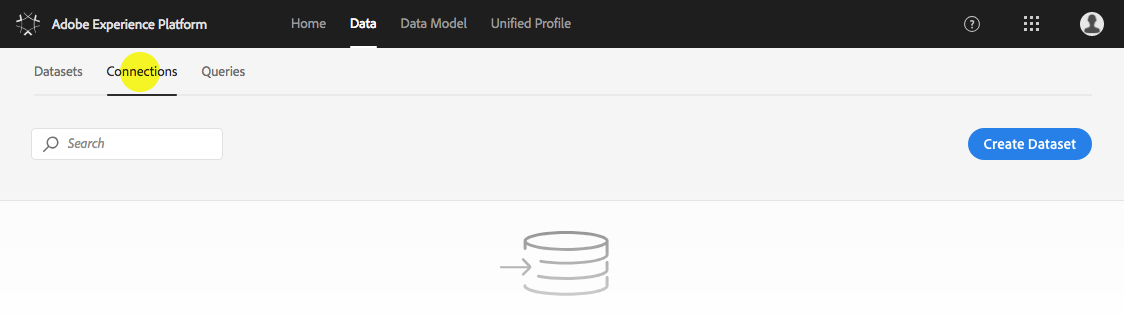 Adobe Experience Platform Home Data Data Model Unified Profile ?
Datasets Connections Queries
Search Create Dataset